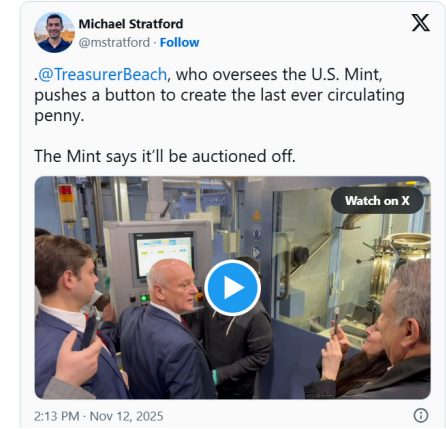 Michael Stratford
@mstratford · Follow
.@TreasurerBeach, who oversees the U.S. Mint,
pushes a button to create the last ever circulating
penny.
The Mint says it’ll be auctioned off.
Watch on X
2:13 PM · Nov 12, 2025